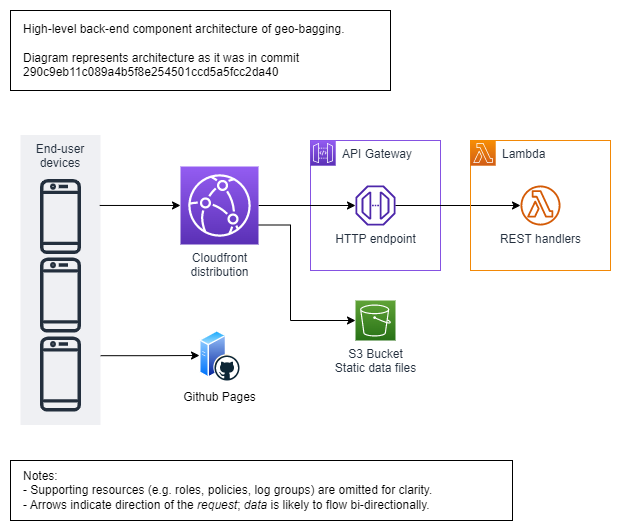 High-level back-end component architecture of geo-bagging.
Diagram represents architecture as it was in commit
290c9eb11c089a4b5f8e254501ccd5a5fcc2da40
End-user
devices
API Gateway
Lambda
HTTP endpoint
REST handlers
Cloudfront
distribution
S3 Bucket
Static data files
Github Pages
Notes:
- Supporting resources (e.g. roles, policies, log groups) are omitted for clarity.
- Arrows indicate direction of the request; data is likely to flow bi-directionally.